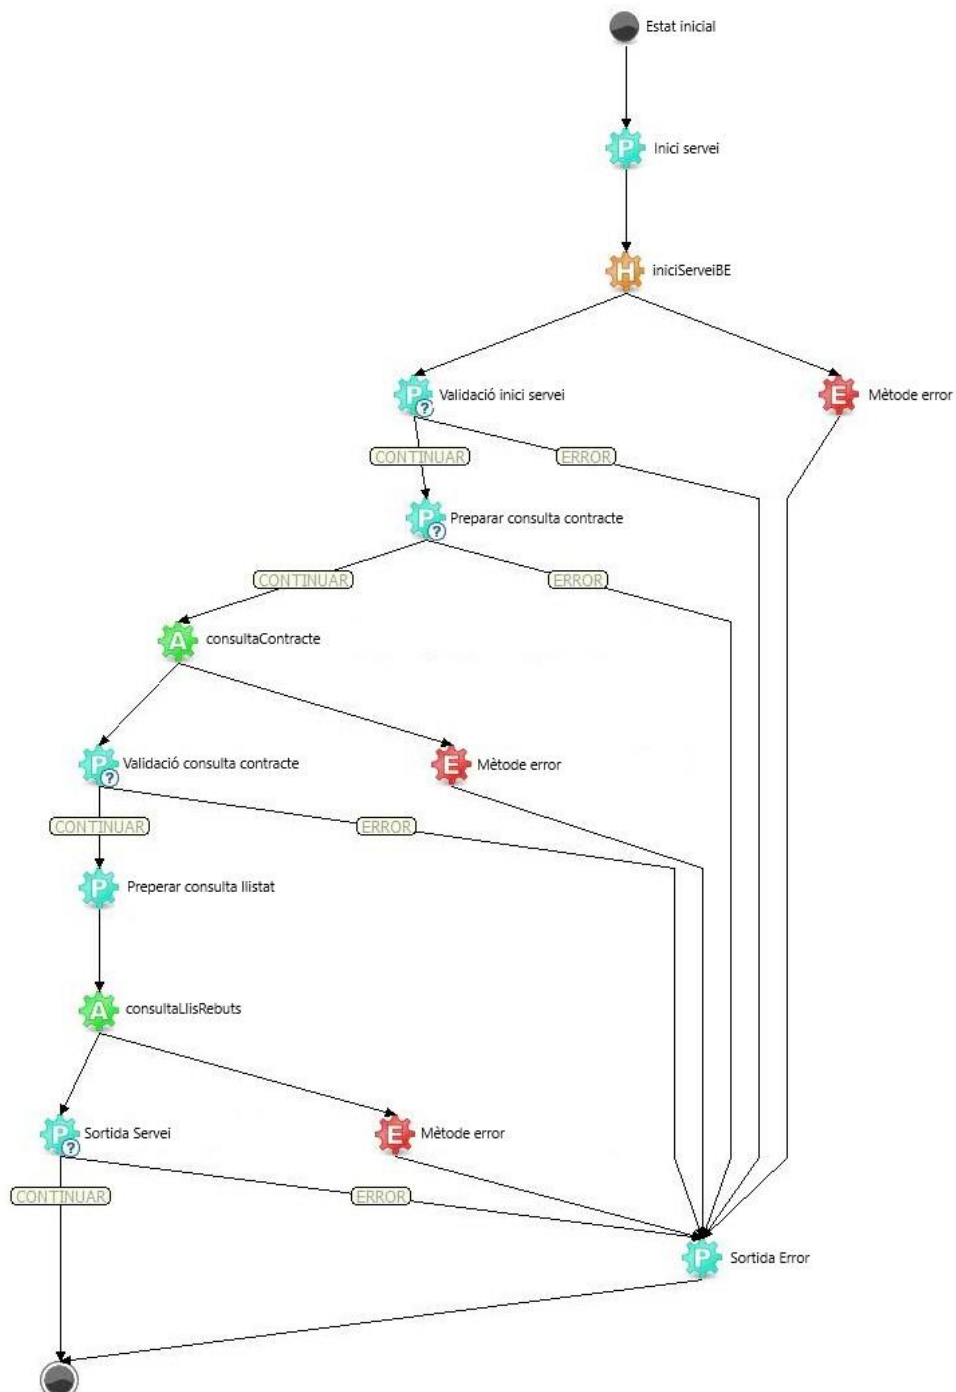 Estat inicial
P Inici servei
H iniciServeiBE
P ? Validació inici servei
E Mètode error
CONTINUAR
ERROR
P ? Preparar consulta contracte
CONTINUAR
ERROR
A consultaContracte
P ? Validació consulta contracte
E Mètode error
CONTINUAR
ERROR
P Preperar consulta llistat
A consultaLlisRebuts
P ? Sortida Servei
E Mètode error
CONTINUAR
ERROR
P Sortida Error